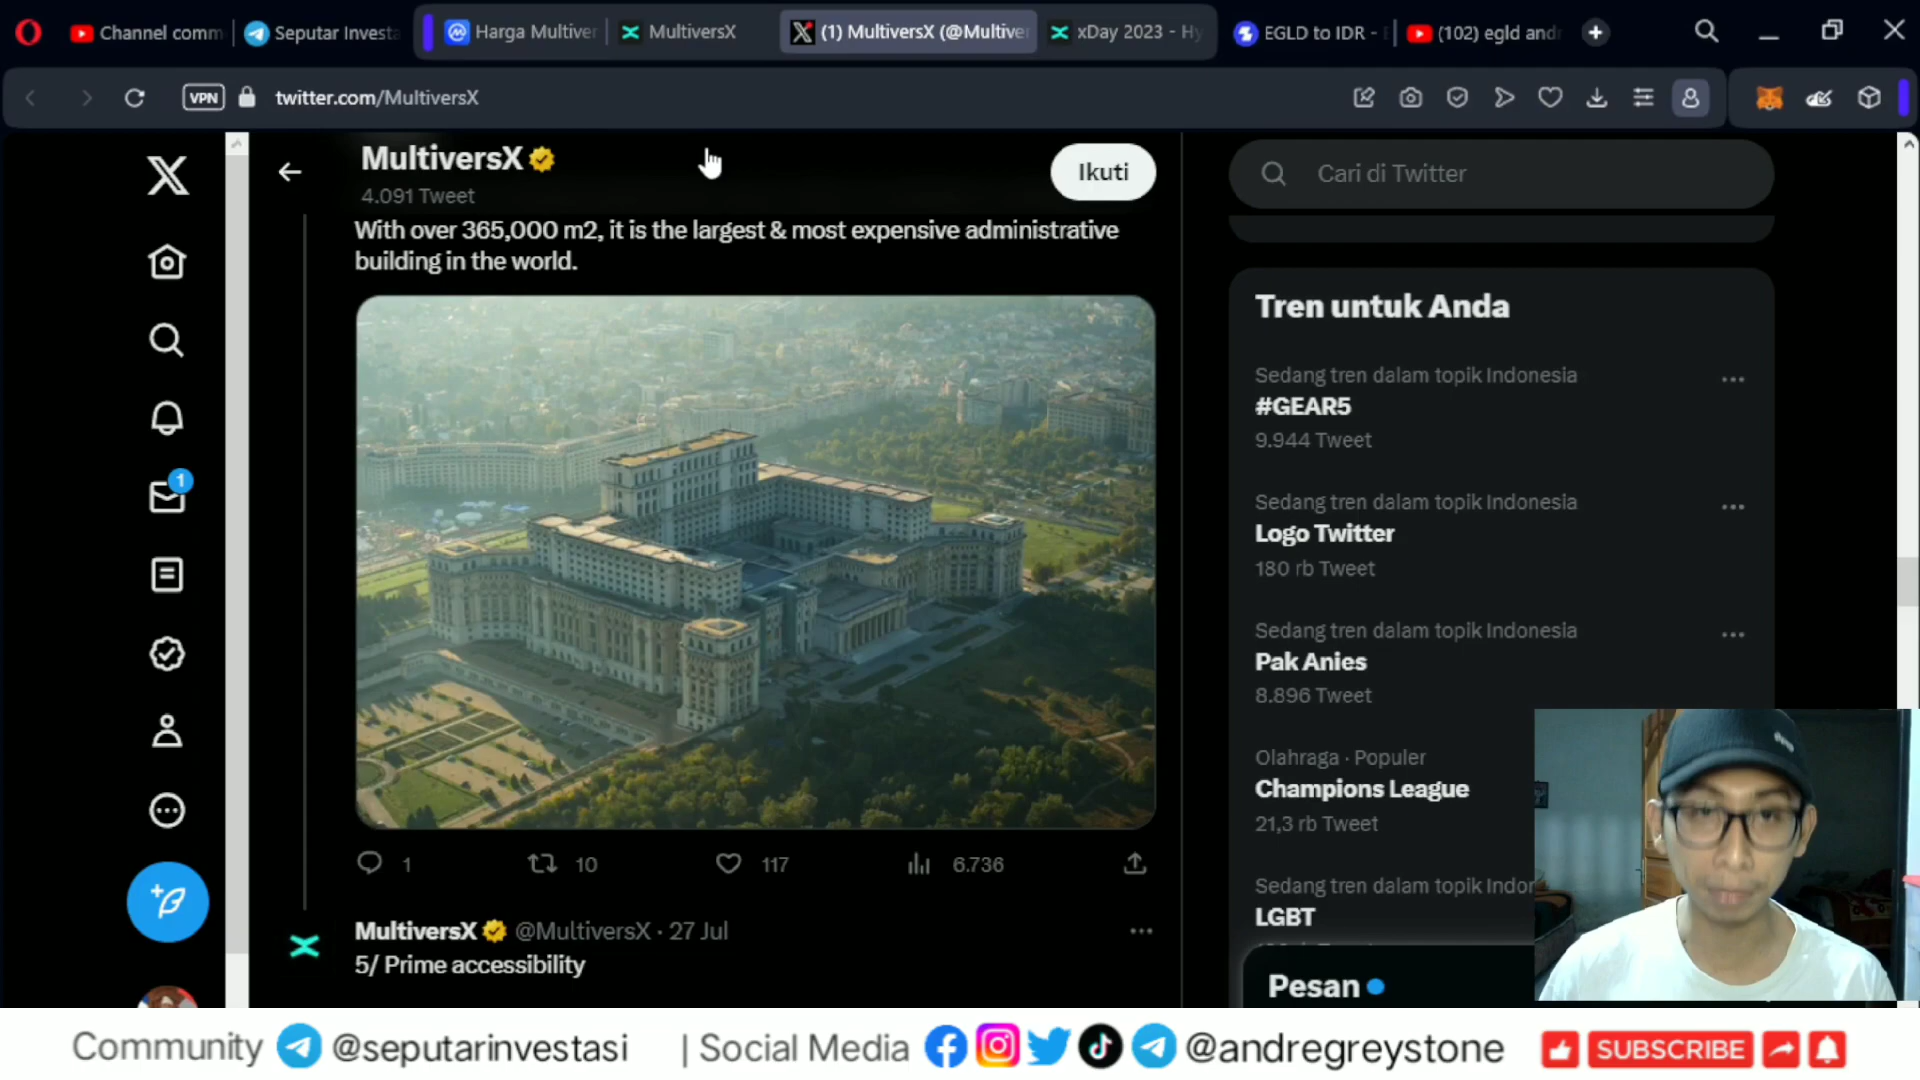 Channel comm
Seputar Invest
Harga Multiver
MultiversX
(1) MultiversX (@Multive
xDay 2023 - Hy
EGLD to IDR -
(102) egld and
VPN
twitter.com/MultiversX
MultiversX
4.091 Tweet
Ikuti
Cari di Twitter
With over 365,000 m2, it is the largest & most expensive administrative
building in the world.
1
1
10
117
6.736
MultiversX @MultiversX · 27 Jul
5/ Prime accessibility
Tren untuk Anda
Sedang tren dalam topik Indonesia
#GEAR5
9.944 Tweet
Sedang tren dalam topik Indonesia
Logo Twitter
180 rb Tweet
Sedang tren dalam topik Indonesia
Pak Anies
8.896 Tweet
Olahraga · Populer
Champions League
21,3 rb Tweet
Sedang tren dalam topik Indor
LGBT
Pesan
Community @seputarinvestasi | Social Media @andregreystone SUBSCRIBE